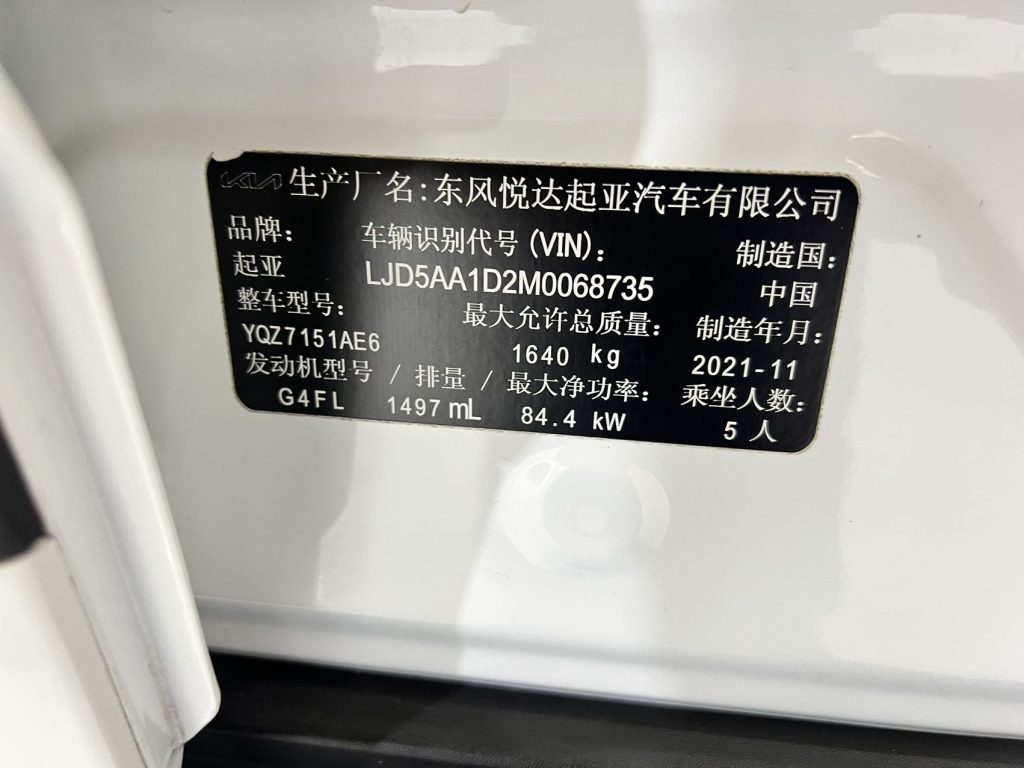 KIA 生产厂名:东风悦达起亚汽车有限公司
品牌: 车辆识别代号 (VIN): 制造国:
起亚 LJD5AA1D2M0068735 中国
整车型号: 最大允许总质量: 制造年月:
YQZ7151AE6 1640 kg 2021-11
发动机型号 / 排量 / 最大净功率: 乘坐人数:
G4FL 1497 mL 84.4 kW 5 人